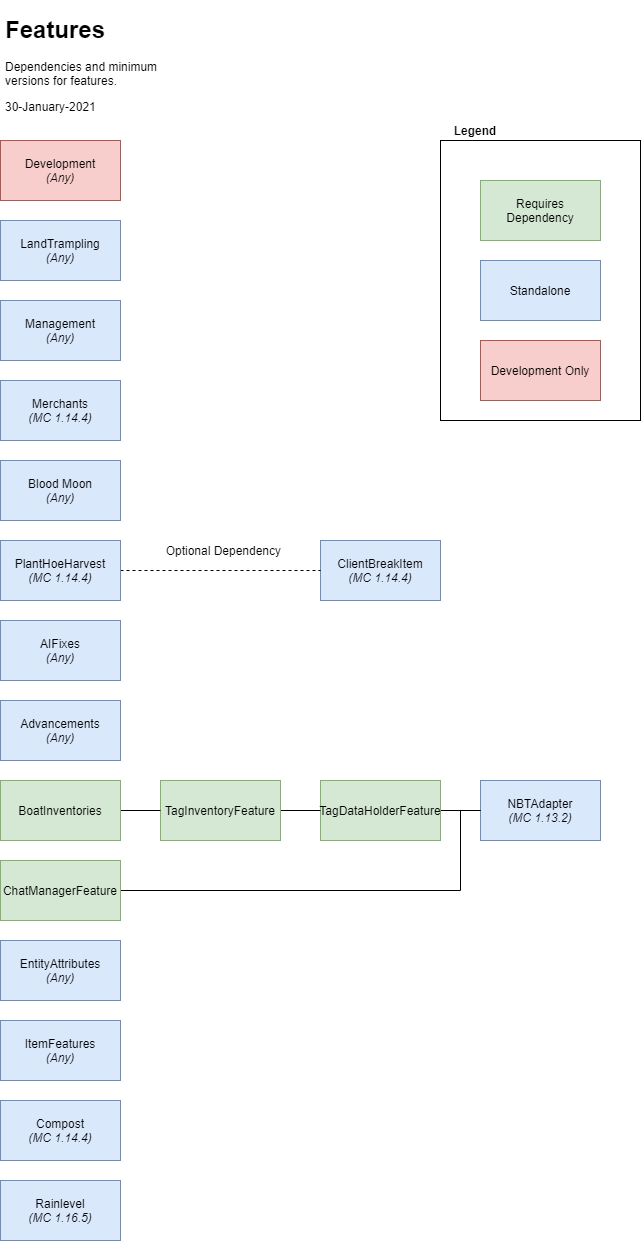 Features
Dependencies and minimum
versions for features.
30-January-2021
Legend
Requires
Dependency
Standalone
Development Only
Development
(Any)
LandTrampling
(Any)
Management
(Any)
Merchants
(MC 1.14.4)
Blood Moon
(Any)
PlantHoeHarvest
(MC 1.14.4)
Optional Dependency
ClientBreakItem
(MC 1.14.4)
AIFixes
(Any)
Advancements
(Any)
BoatInventories
TagInventoryFeature
TagDataHolderFeature
NBTAdapter
(MC 1.13.2)
ChatManagerFeature
EntityAttributes
(Any)
ItemFeatures
(Any)
Compost
(MC 1.14.4)
Rainlevel
(MC 1.16.5)